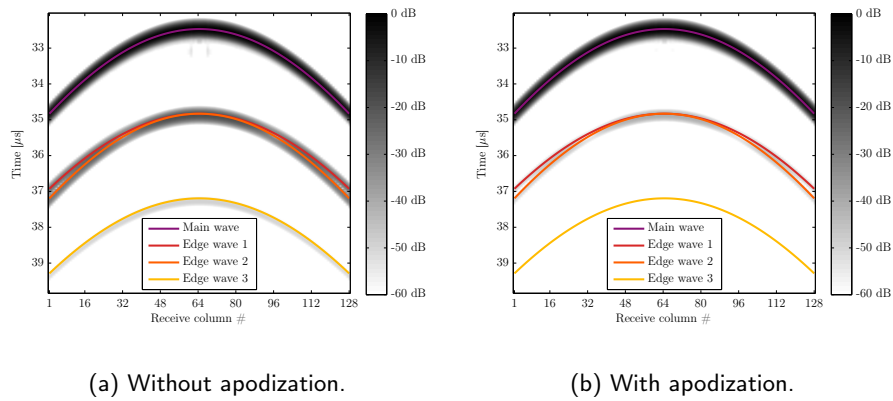 0 dB
-10 dB
-20 dB
-30 dB
-40 dB
-50 dB
-60 dB
33
34
35
36
37
38
39
Time [µs]
Main wave
Edge wave 1
Edge wave 2
Edge wave 3
1 16 32 48 64 80 96 112 128
Receive column #
(a) Without apodization.
0 dB
-10 dB
-20 dB
-30 dB
-40 dB
-50 dB
-60 dB
33
34
35
36
37
38
39
Time [µs]
Main wave
Edge wave 1
Edge wave 2
Edge wave 3
1 16 32 48 64 80 96 112 128
Receive column #
(b) With apodization.